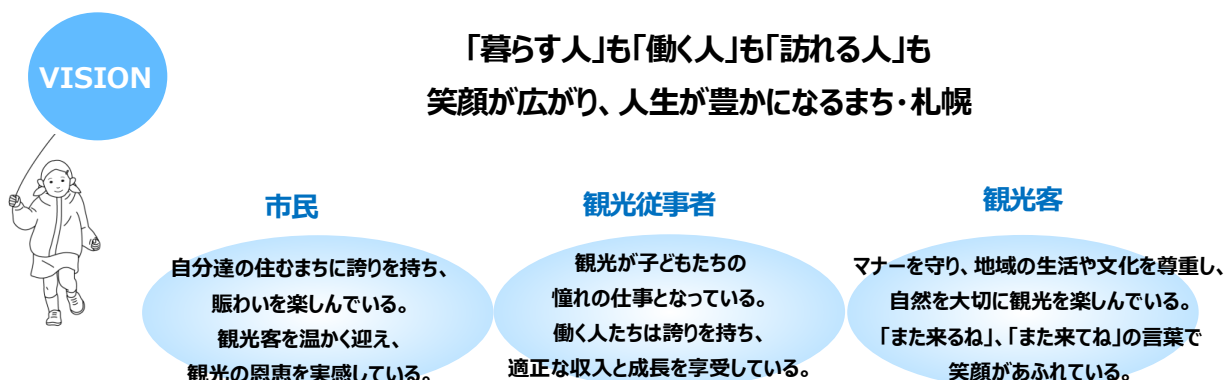 VISION
「暮らす人」も「働く人」も「訪れる人」も
笑顔が広がり、人生が豊かになるまち・札幌
市民
自分達の住むまちに誇りを持ち、
賑わいを楽しんでいる。
観光客を温かく迎え、
観光の恩恵を実感している。
観光従事者
観光が子どもたちの
憧れの仕事となっている。
働く人たちは誇りを持ち、
適正な収入と成長を享受している。
観光客
マナーを守り、地域の生活や文化を尊重し、
自然を大切に観光を楽しんでいる。
「また来るね」、「また来てね」の言葉で
笑顔があふれている。